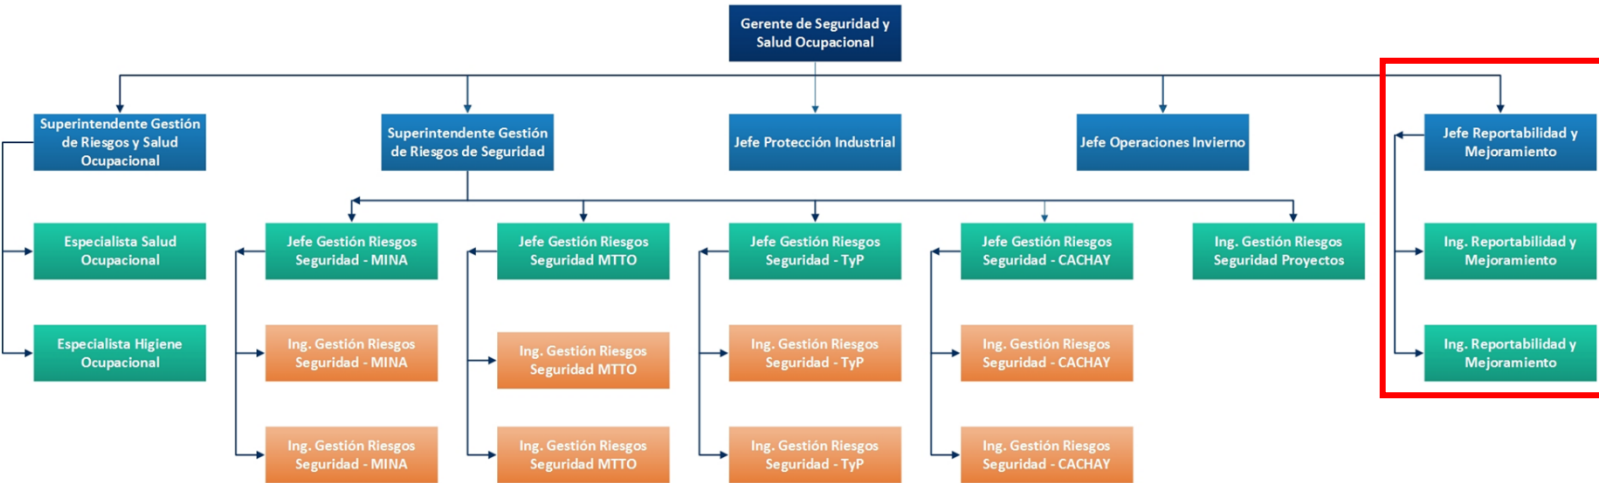 Gerente de Seguridad y
Salud Ocupacional
Superintendente Gestión
de Riesgos y Salud
Ocupacional
Superintendente Gestión
de Riesgos de Seguridad
Jefe Protección Industrial
Jefe Operaciones Invierno
Jefe Reportabilidad y
Mejoramiento
Especialista Salud
Ocupacional
Jefe Gestión Riesgos
Seguridad - MINA
Jefe Gestión Riesgos
Seguridad MTTO
Jefe Gestión Riesgos
Seguridad - TyP
Jefe Gestión Riesgos
Seguridad - CACHAY
Ing. Gestión Riesgos
Seguridad Proyectos
Ing. Reportabilidad y
Mejoramiento
Especialista Higiene
Ocupacional
Ing. Gestión Riesgos
Seguridad - MINA
Ing. Gestión Riesgos
Seguridad MTTO
Ing. Gestión Riesgos
Seguridad - TyP
Ing. Gestión Riesgos
Seguridad - CACHAY
Ing. Reportabilidad y
Mejoramiento
Ing. Gestión Riesgos
Seguridad - MINA
Ing. Gestión Riesgos
Seguridad MTTO
Ing. Gestión Riesgos
Seguridad - TyP
Ing. Gestión Riesgos
Seguridad - CACHAY